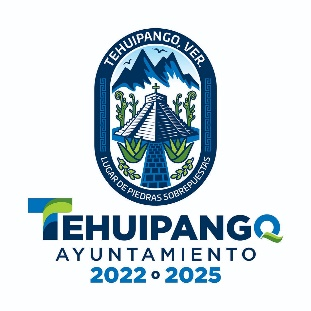 TEHUIPANGO, VER.
LUGAR DE PIEDRAS SOBREPUESTAS
TEHUIPANGO
AYUNTAMIENTO
2022 o 2025